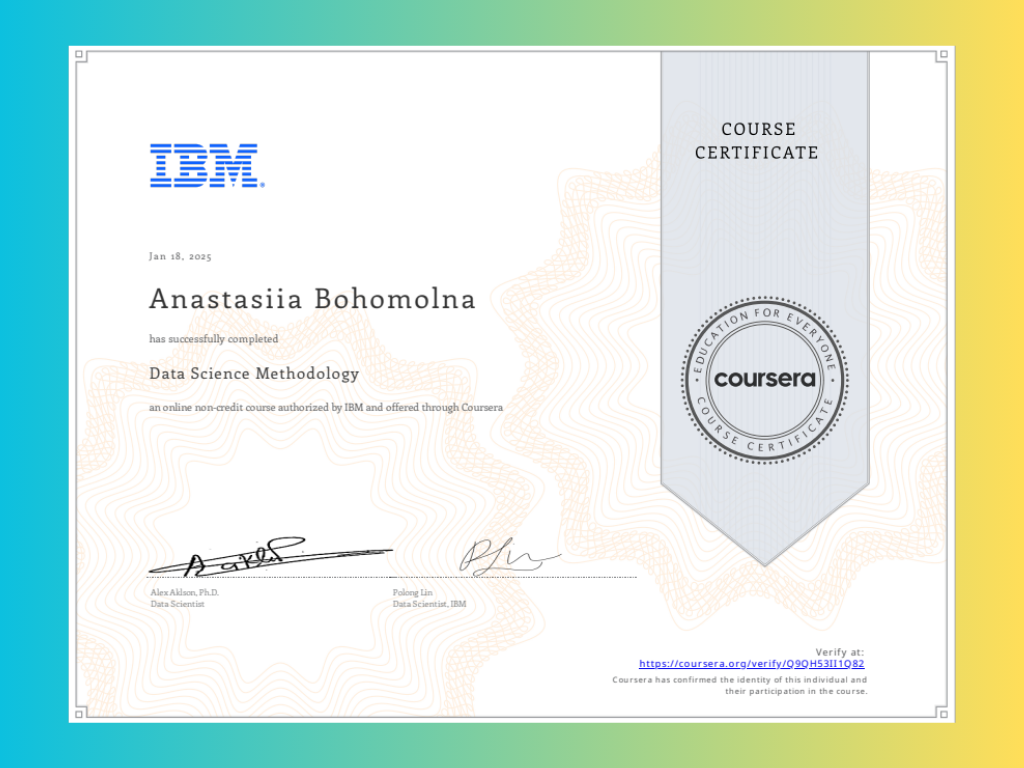 COURSE
CERTIFICATE
IBM®
Jan 18, 2025
Anastasiia Bohomolna
has successfully completed
Data Science Methodology
an online non-credit course authorized by IBM and offered through Coursera
EDUCATION FOR EVERYONE
coursera
COURSE CERTIFICATE
Alex Aklson, Ph.D.
Data Scientist
Polong Lin
Data Scientist, IBM
Verify at:
https://coursera.org/verify/Q9QH53II1Q82
Coursera has confirmed the identity of this individual and
their participation in the course.